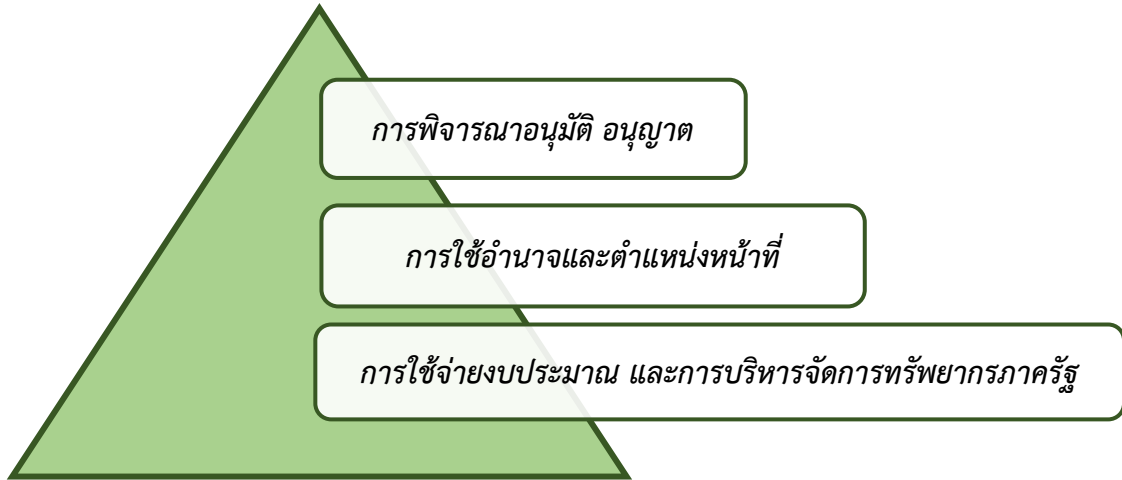 การพิจารณาอนุมัติ อนุญาต
การใช้อำนาจและตำแหน่งหน้าที่
การใช้จ่ายงบประมาณ และการบริหารจัดการทรัพยากรภาครัฐ